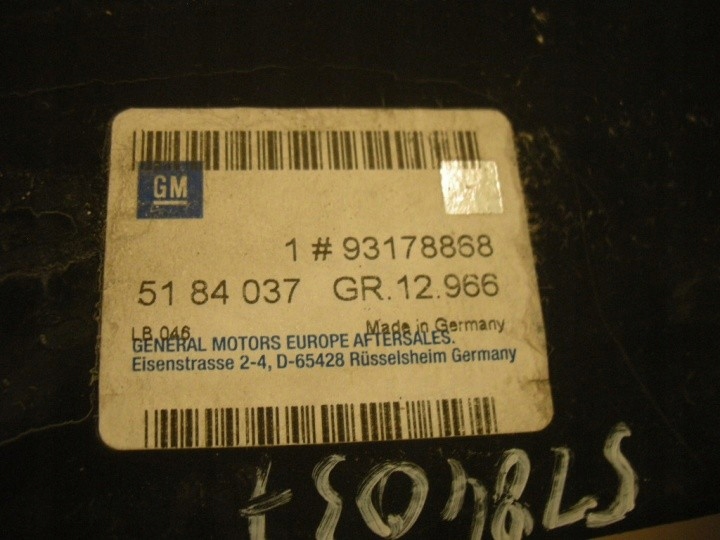 GM
1 # 93178868
51 84 037 GR.12.966
LB 046 Made in Germany
GENERAL MOTORS EUROPE AFTERSALES.
Eisenstrasse 2-4, D-65428 Rüsselsheim Germany
5184037